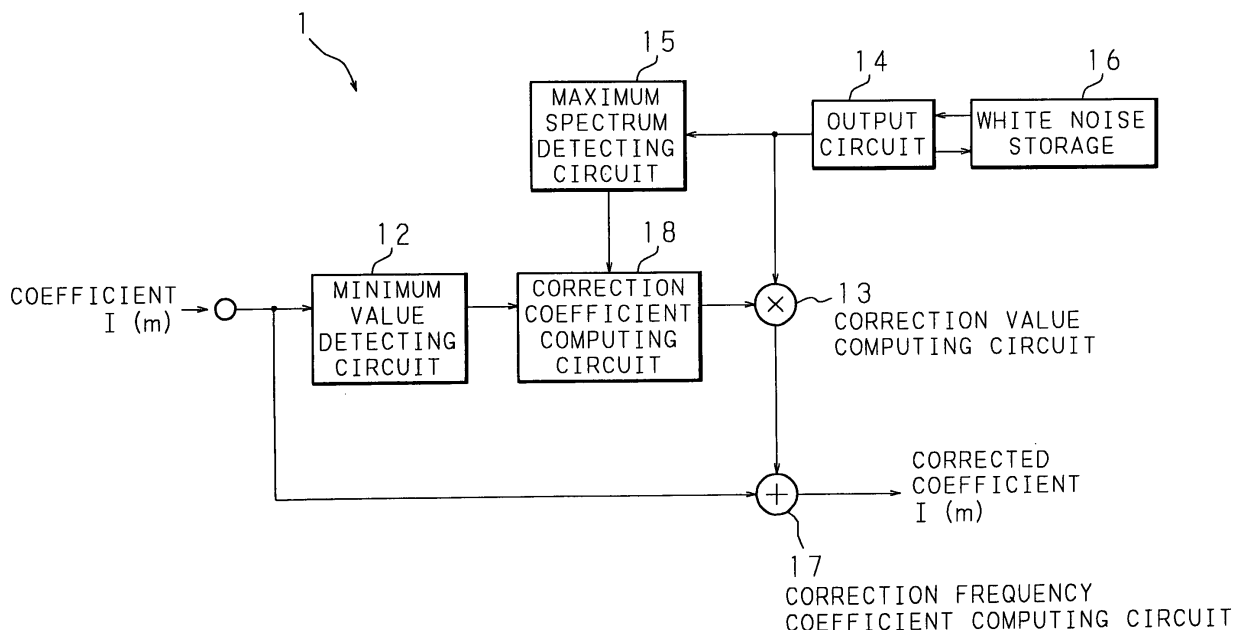 1
15
MAXIMUM
SPECTRUM
DETECTING
CIRCUIT
14
OUTPUT
CIRCUIT
16
WHITE NOISE
STORAGE
COEFFICIENT
I (m)
12
MINIMUM
VALUE
DETECTING
CIRCUIT
18
CORRECTION
COEFFICIENT
COMPUTING
CIRCUIT
×
13
CORRECTION VALUE
COMPUTING CIRCUIT
+
CORRECTED
COEFFICIENT
I (m)
17
CORRECTION FREQUENCY
COEFFICIENT COMPUTING CIRCUIT